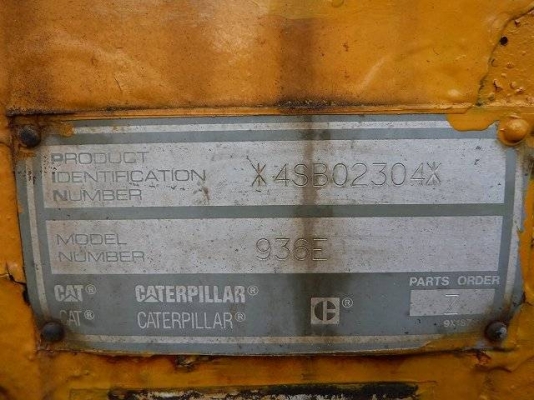 PRODUCT
IDENTIFICATION
NUMBER
*4SB02304*
MODEL
NUMBER
936E
CAT® CATERPILLAR®
CAT® CATERPILLAR®
C®
PARTS ORDER
I